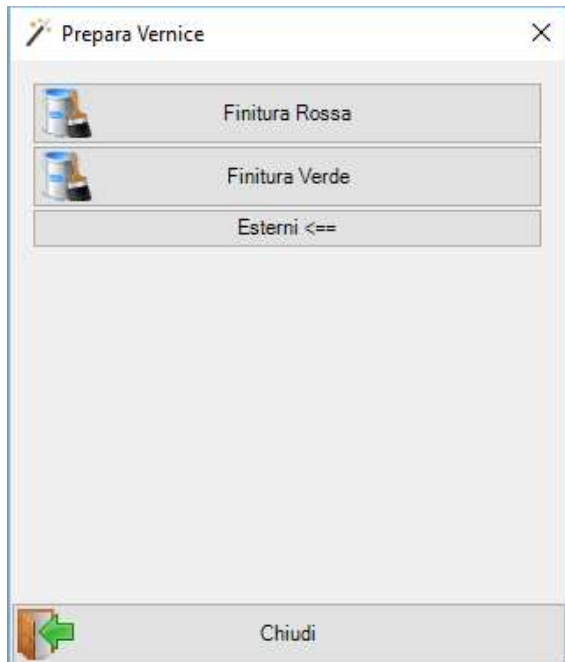 Prepara Vernice
Finitura Rossa
Finitura Verde
Esterni <==
Chiudi